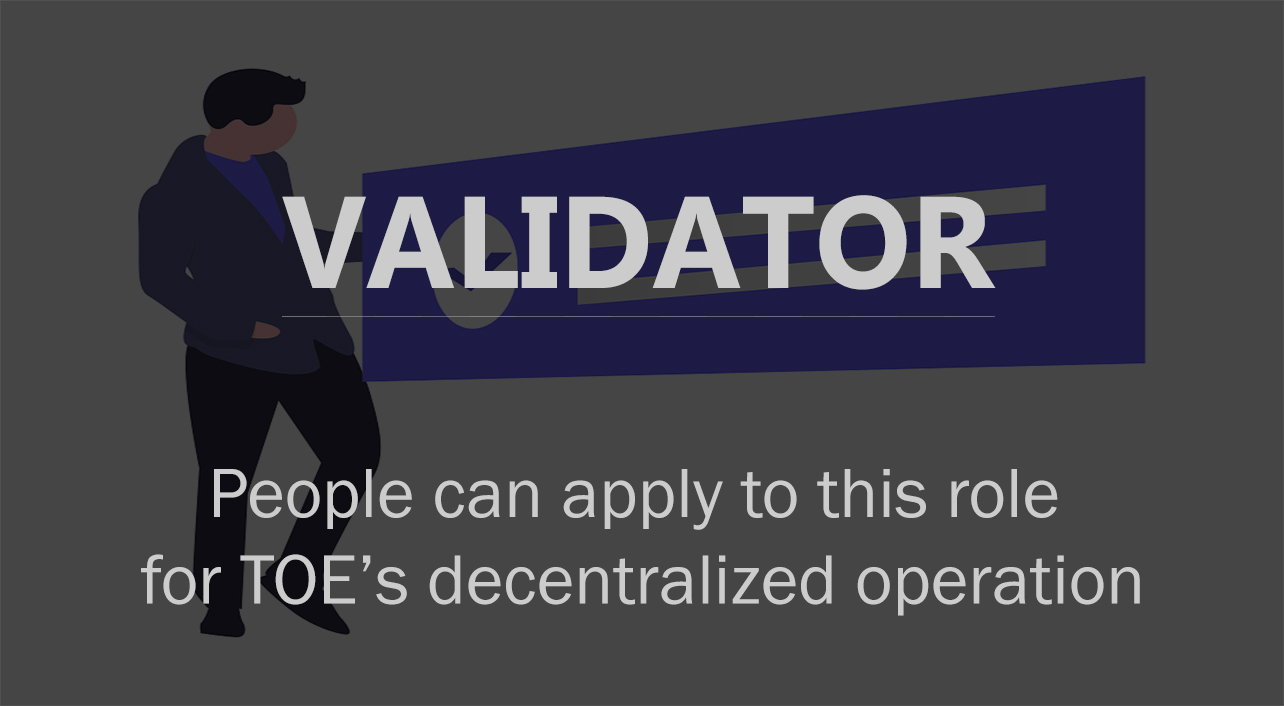 VALIDATOR
People can apply to this role
for TOE’s decentralized operation